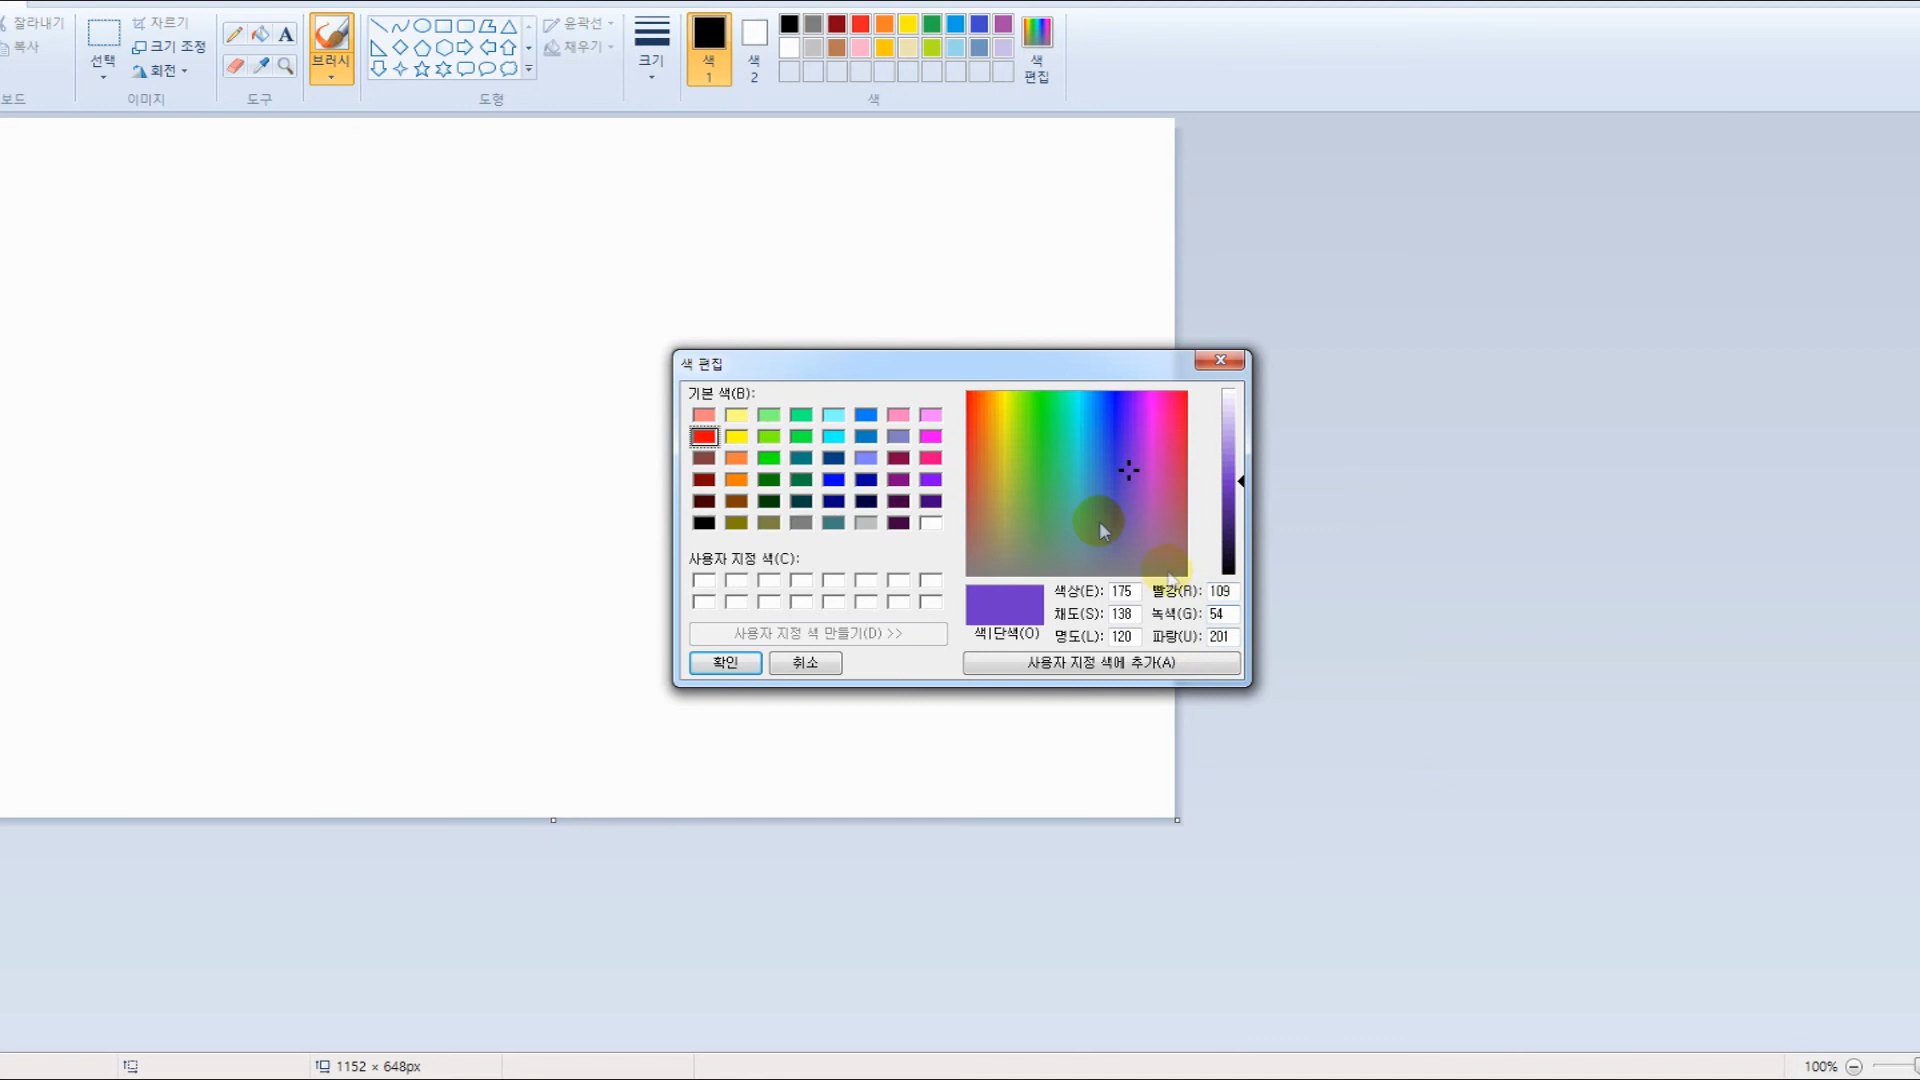 잘라내기
복사
보드
선택
자르기
크기 조정
회전
이미지
A
도구
브러시
도형
윤곽선
채우기
크기
색
1
색
2
색
편집
색
색 편집
기본 색(B):
사용자 지정 색(C):
사용자 지정 색 만들기(D) >>
확인
취소
색상(E): 175
빨강(R): 109
채도(S): 138
녹색(G): 54
색|단색(O)
명도(L): 120
파랑(U): 201
사용자 지정 색에 추가(A)
1152 × 648px
100%